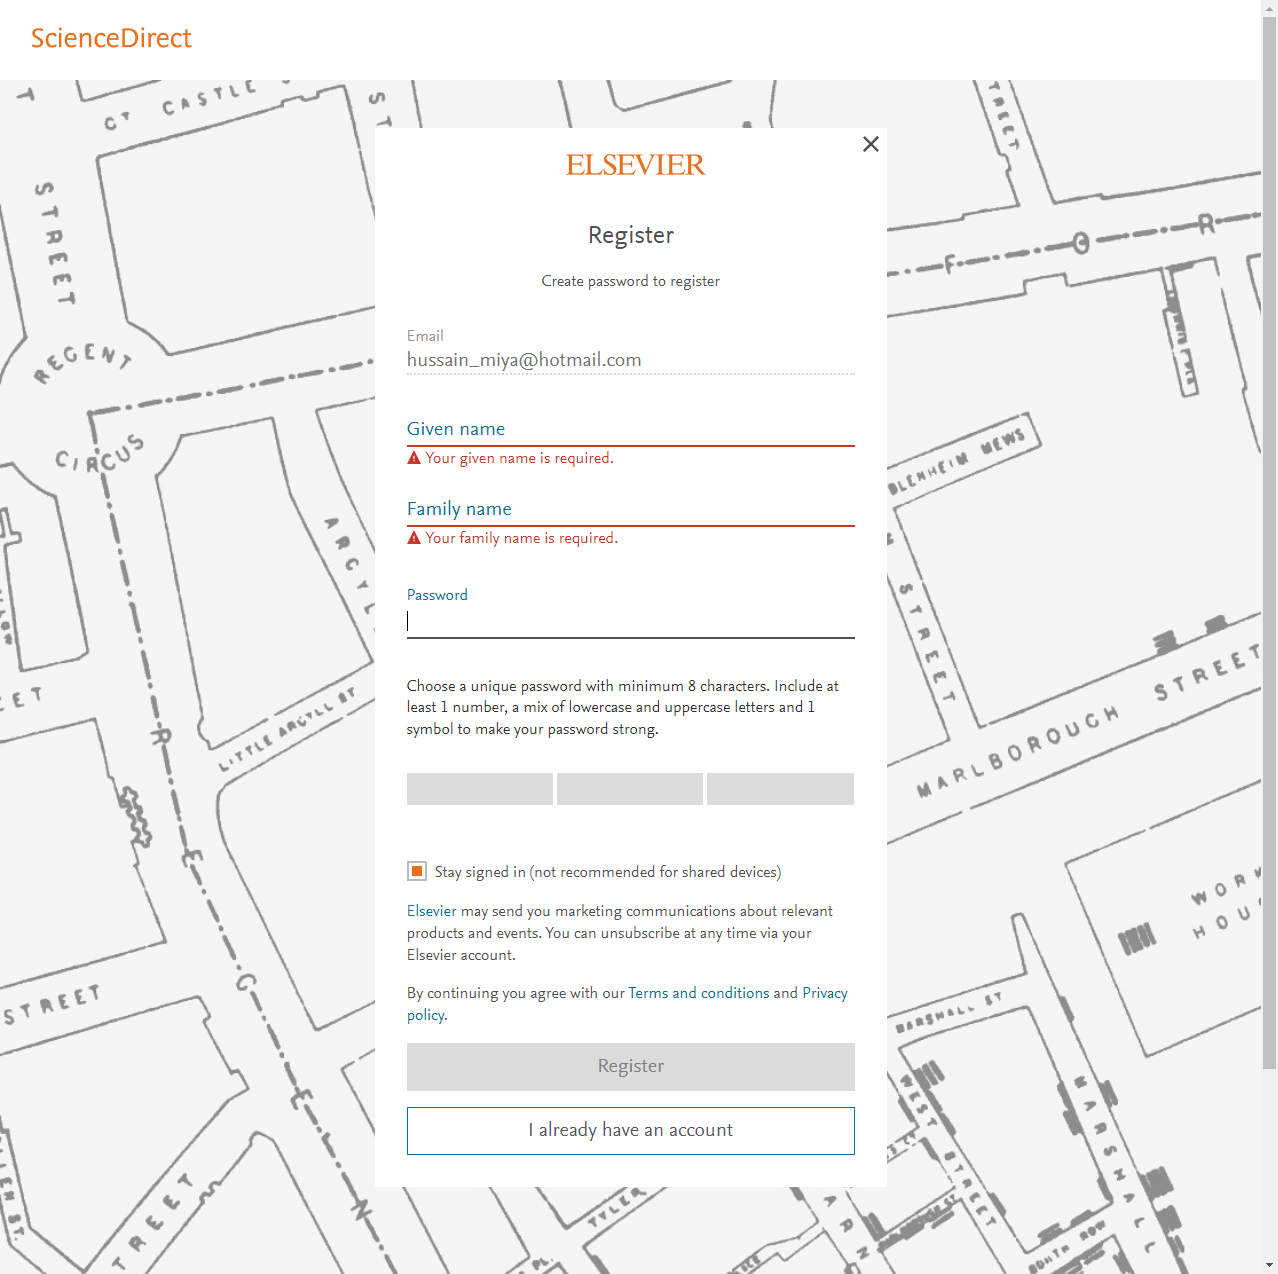 ScienceDirect
CT CASTLE
ST
STREET
REGENT
CIRCUS
ARGYL
LITTLE ARGYLL ST
STREET
FOR
BLENHEIM MEWS
STREET
MARLBOROUGH STREET
WORK
HOU
MARSHALL ST
WEST STREET
MARSHALL
SOUTH ROW
TYLER
STREET
STREET
REGEN
ELSEVIER
Register
Create password to register
Email
hussain_miya@hotmail.com
Given name
Your given name is required.
Family name
Your family name is required.
Password
Choose a unique password with minimum 8 characters. Include at
least 1 number, a mix of lowercase and uppercase letters and 1
symbol to make your password strong.
Stay signed in (not recommended for shared devices)
Elsevier may send you marketing communications about relevant
products and events. You can unsubscribe at any time via your
Elsevier account.
By continuing you agree with our Terms and conditions and Privacy
policy.
Register
I already have an account